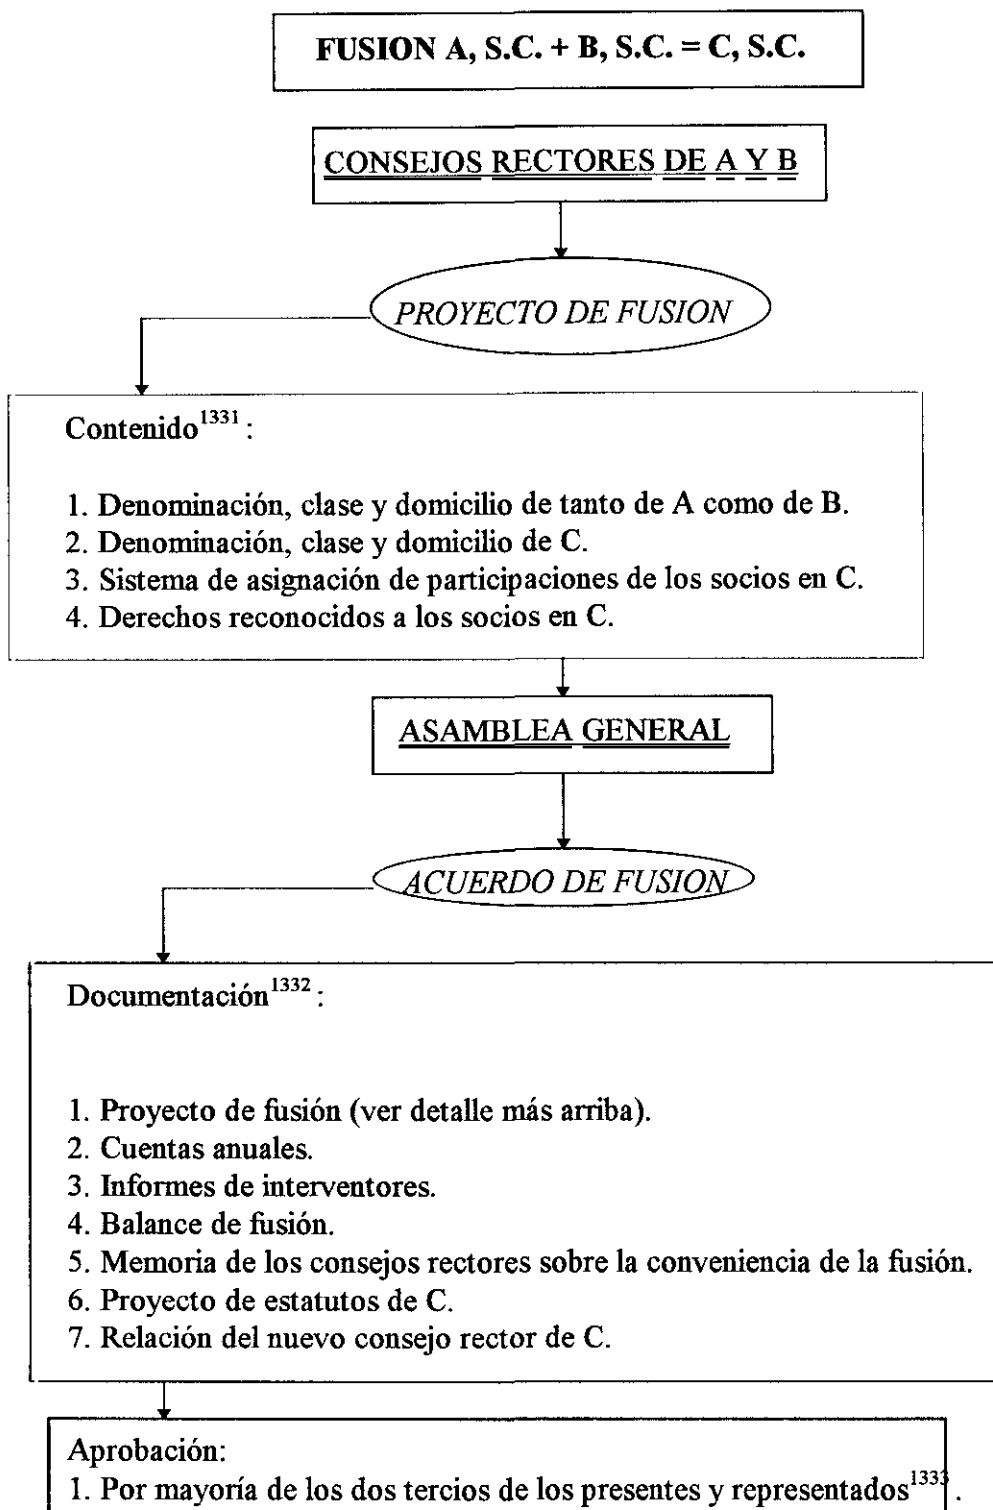 FUSION A, S.C. + B, S.C. = C, S.C.
CONSEJOS RECTORES DE A Y B
PROYECTO DE FUSION
Contenido1331 :
1. Denominación, clase y domicilio de tanto de A como de B.
2. Denominación, clase y domicilio de C.
3. Sistema de asignación de participaciones de los socios en C.
4. Derechos reconocidos a los socios en C.
ASAMBLEA GENERAL
ACUERDO DE FUSION
Documentación1332 :
1. Proyecto de fusión (ver detalle más arriba).
2. Cuentas anuales.
3. Informes de interventores.
4. Balance de fusión.
5. Memoria de los consejos rectores sobre la conveniencia de la fusión.
6. Proyecto de estatutos de C.
7. Relación del nuevo consejo rector de C.
Aprobación:
1. Por mayoría de los dos tercios de los presentes y representados1333 .